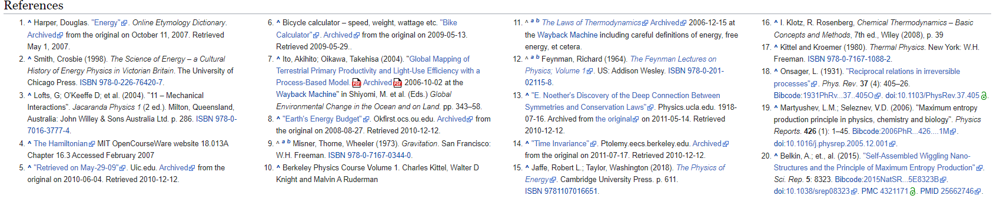 References
1. ^ Harper, Douglas. "Energy". Online Etymology Dictionary.
Archived from the original on October 11, 2007. Retrieved
May 1, 2007.
2. ^ Smith, Crosbie (1998). The Science of Energy – a Cultural
History of Energy Physics in Victorian Britain. The University of
Chicago Press. ISBN 978-0-226-76420-7.
3. ^ Lofts, G; O'Keeffe D; et al. (2004). "11 – Mechanical
Interactions". Jacaranda Physics 1 (2 ed.). Milton, Queensland,
Australia: John Willey & Sons Australia Ltd. p. 286. ISBN 978-0-
7016-3777-4.
4. ^ The Hamiltonian MIT OpenCourseWare website 18.013A
Chapter 16.3 Accessed February 2007
5. ^ "Retrieved on May-29-09". Uic.edu. Archived from the
original on 2010-06-04. Retrieved 2010-12-12.
6. ^ Bicycle calculator – speed, weight, wattage etc. "Bike
Calculator". Archived from the original on 2009-05-13.
Retrieved 2009-05-29..
7. ^ Ito, Akihito; Oikawa, Takehisa (2004). "Global Mapping of
Terrestrial Primary Productivity and Light-Use Efficiency with a
Process-Based Model. Archived 2006-10-02 at the
Wayback Machine" in Shiyomi, M. et al. (Eds.) Global
Environmental Change in the Ocean and on Land. pp. 343–58.
8. ^ "Earth's Energy Budget". Okfirst.ocs.ou.edu. Archived from
the original on 2008-08-27. Retrieved 2010-12-12.
9. ^ a b Misner, Thorne, Wheeler (1973). Gravitation. San Francisco:
W.H. Freeman. ISBN 978-0-7167-0344-0.
10. ^ Berkeley Physics Course Volume 1. Charles Kittel, Walter D
Knight and Malvin A Ruderman
11. ^ a b The Laws of Thermodynamics Archived 2006-12-15 at
the Wayback Machine including careful definitions of energy, free
energy, et cetera.
12. ^ a b Feynman, Richard (1964). The Feynman Lectures on
Physics; Volume 1. US: Addison Wesley. ISBN 978-0-201-
02115-8.
13. ^ "E. Noether's Discovery of the Deep Connection Between
Symmetries and Conservation Laws". Physics.ucla.edu. 1918-
07-16. Archived from the original on 2011-05-14. Retrieved
2010-12-12.
14. ^ "Time Invariance". Ptolemy.eecs.berkeley.edu. Archived
from the original on 2011-07-17. Retrieved 2010-12-12.
15. ^ Jaffe, Robert L.; Taylor, Washington (2018). The Physics of
Energy. Cambridge University Press. p. 611.
ISBN 9781107016651.
16. ^ I. Klotz, R. Rosenberg, Chemical Thermodynamics – Basic
Concepts and Methods, 7th ed., Wiley (2008), p. 39
17. ^ Kittel and Kroemer (1980). Thermal Physics. New York: W.H.
Freeman. ISBN 978-0-7167-1088-2.
18. ^ Onsager, L. (1931). "Reciprocal relations in irreversible
processes". Phys. Rev. 37 (4): 405–26.
Bibcode:1931PhRv...37..405O. doi:10.1103/PhysRev.37.405.
19. ^ Martyushev, L.M.; Seleznev, V.D. (2006). "Maximum entropy
production principle in physics, chemistry and biology". Physics
Reports. 426 (1): 1–45. Bibcode:2006PhR...426....1M.
doi:10.1016/j.physrep.2005.12.001.
20. ^ Belkin, A.; et., al. (2015). "Self-Assembled Wiggling Nano-
Structures and the Principle of Maximum Entropy Production".
Sci. Rep. 5: 8323. Bibcode:2015NatSR...5E8323B.
doi:10.1038/srep08323. PMC 4321171. PMID 25662746.